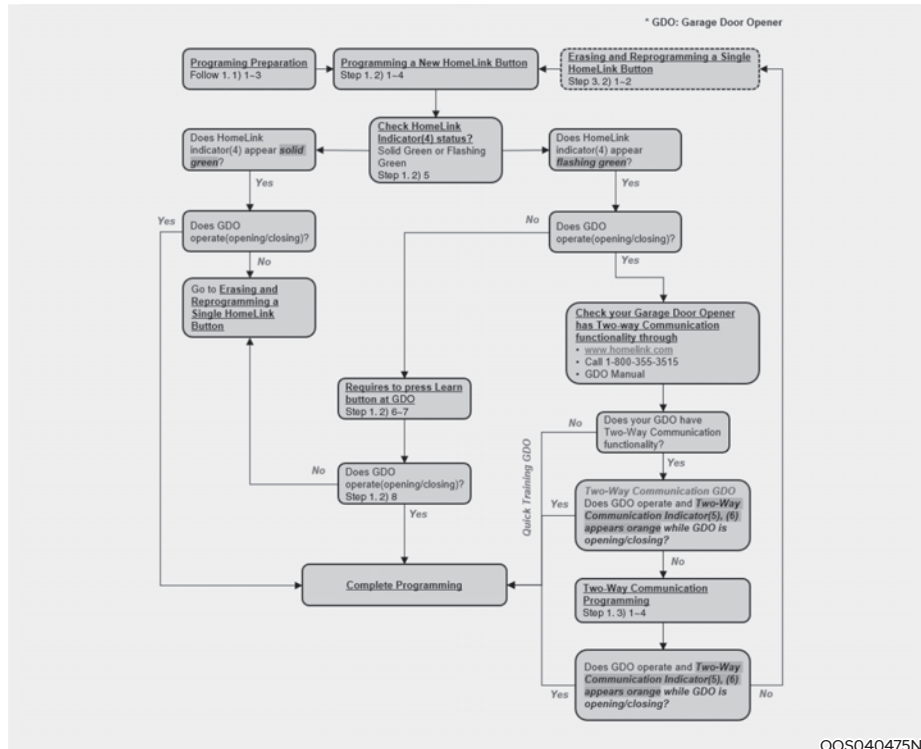 * GDO: Garage Door Opener
Programing Preparation
Follow 1. 1) 1~3
Programming a New HomeLink Button
Step 1. 2) 1~4
Erasing and Reprogramming a Single
HomeLink Button
Step 3. 2) 1~2
Check HomeLink
Indicator(4) status?
Solid Green or Flashing
Green
Step 1. 2) 5
Does HomeLink
indicator(4) appear solid
green?
Does HomeLink
indicator(4) appear
flashing green?
Yes
Yes
Yes
Does GDO
operate(opening/closing)?
No
Does GDO
operate(opening/closing)?
No
Yes
Go to Erasing and
Reprogramming a
Single HomeLink
Button
Check your Garage Door Opener
has Two-way Communication
functionality through
• www.homelink.com
• Call 1-800-355-3515
• GDO Manual
Requires to press Learn
button at GDO
Step 1. 2) 6~7
No
Does your GDO have
Two-Way Communication
functionality?
Yes
Quick Training GDO
No
Does GDO
operate(opening/closing)?
Step 1. 2) 8
Yes
Yes
Two-Way Communication GDO
Does GDO operate and Two-Way
Communication Indicator(5), (6)
appears orange while GDO is
opening/closing?
No
Complete Programming
Two-Way Communication
Programming
Step 1. 3) 1~4
Does GDO operate and Two-Way
Communication Indicator(5), (6)
appears orange while GDO is
opening/closing?
Yes
No
OOS040475N